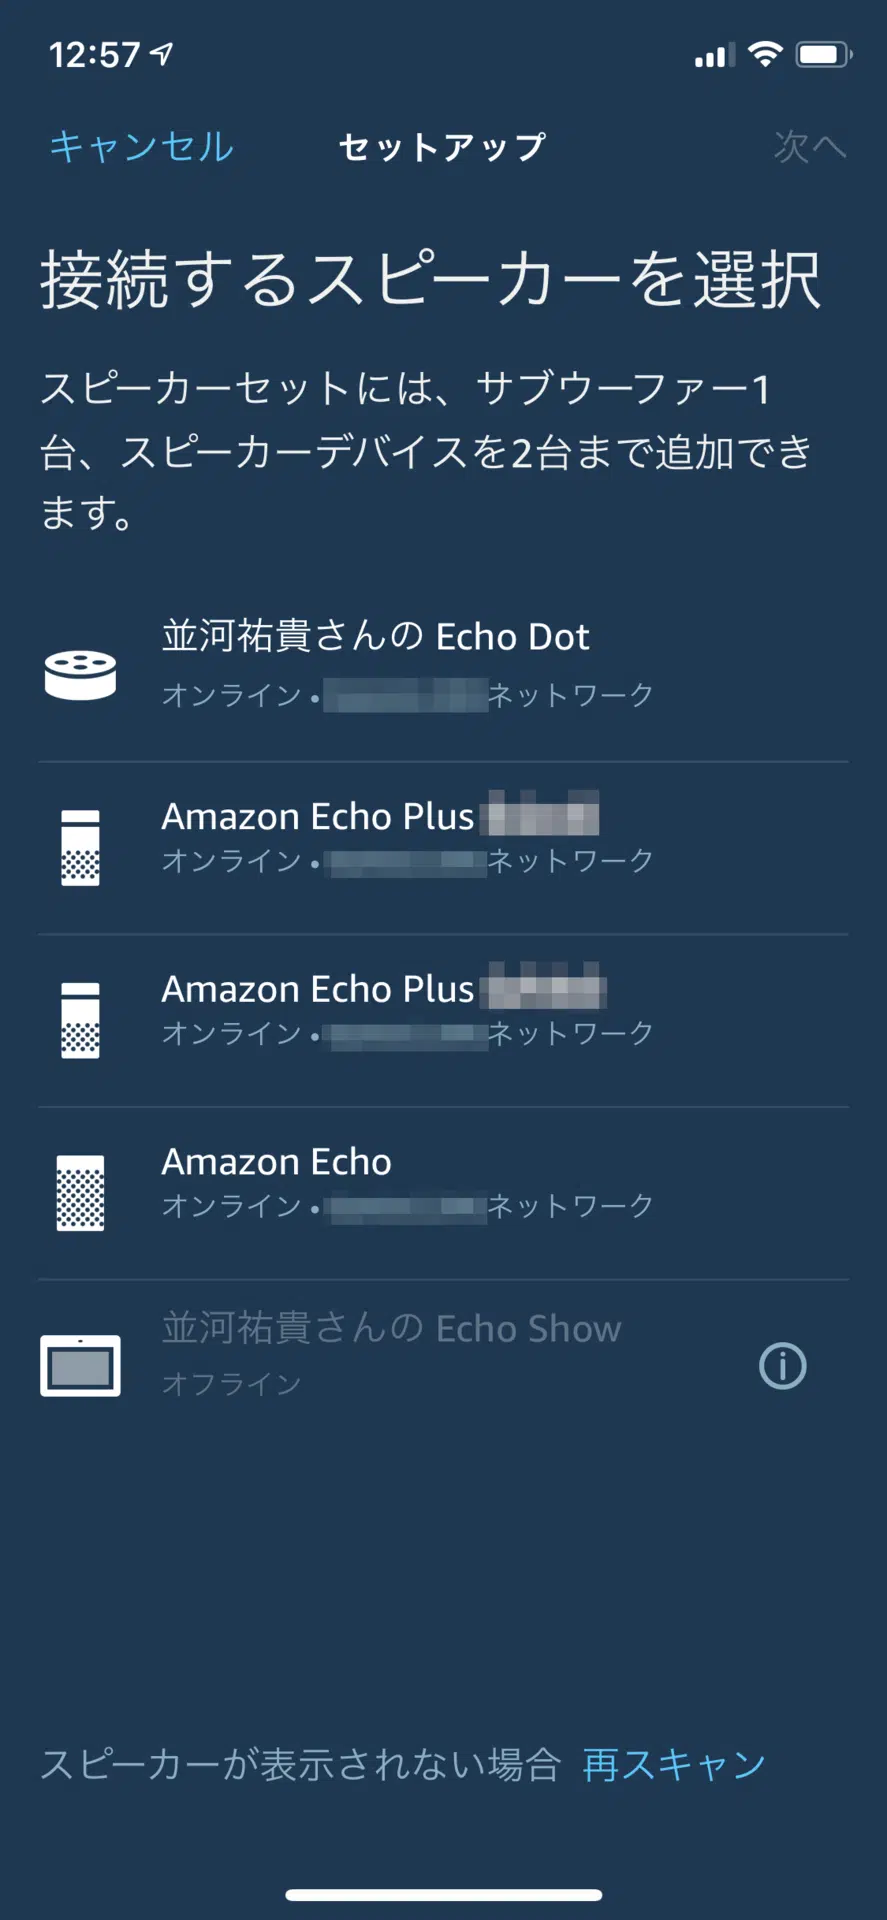 12:57
キャンセル セットアップ 次へ
接続するスピーカーを選択
スピーカーセットには、サブウーファー1
台、スピーカーデバイスを2台まで追加でき
ます。
並河祐貴さんの Echo Dot
オンライン • ネットワーク
Amazon Echo Plus
オンライン • ネットワーク
Amazon Echo Plus
オンライン • ネットワーク
Amazon Echo
オンライン • ネットワーク
並河祐貴さんの Echo Show
オフライン
スピーカーが表示されない場合 再スキャン